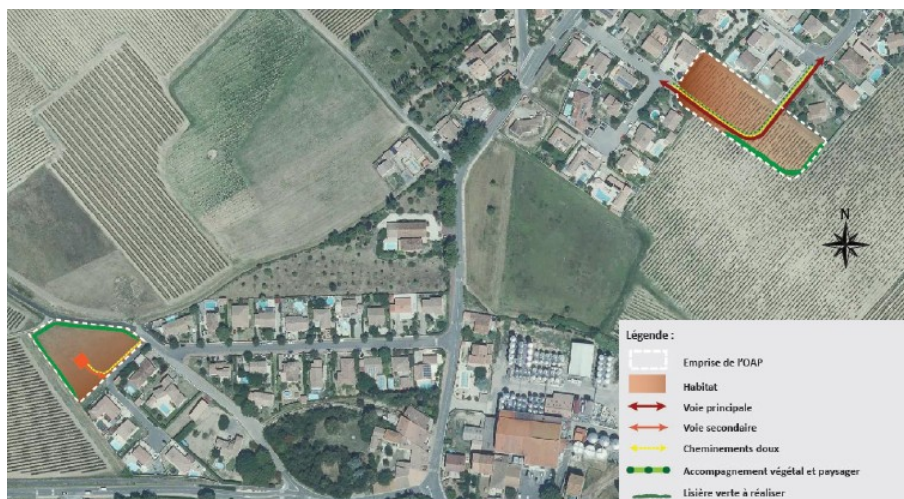 N
Légende :
Emprise de l'OAP
Habitat
Voie principale
Voie secondaire
Cheminements doux
Accompagnement végétal et paysager
Lisière verte à réaliser